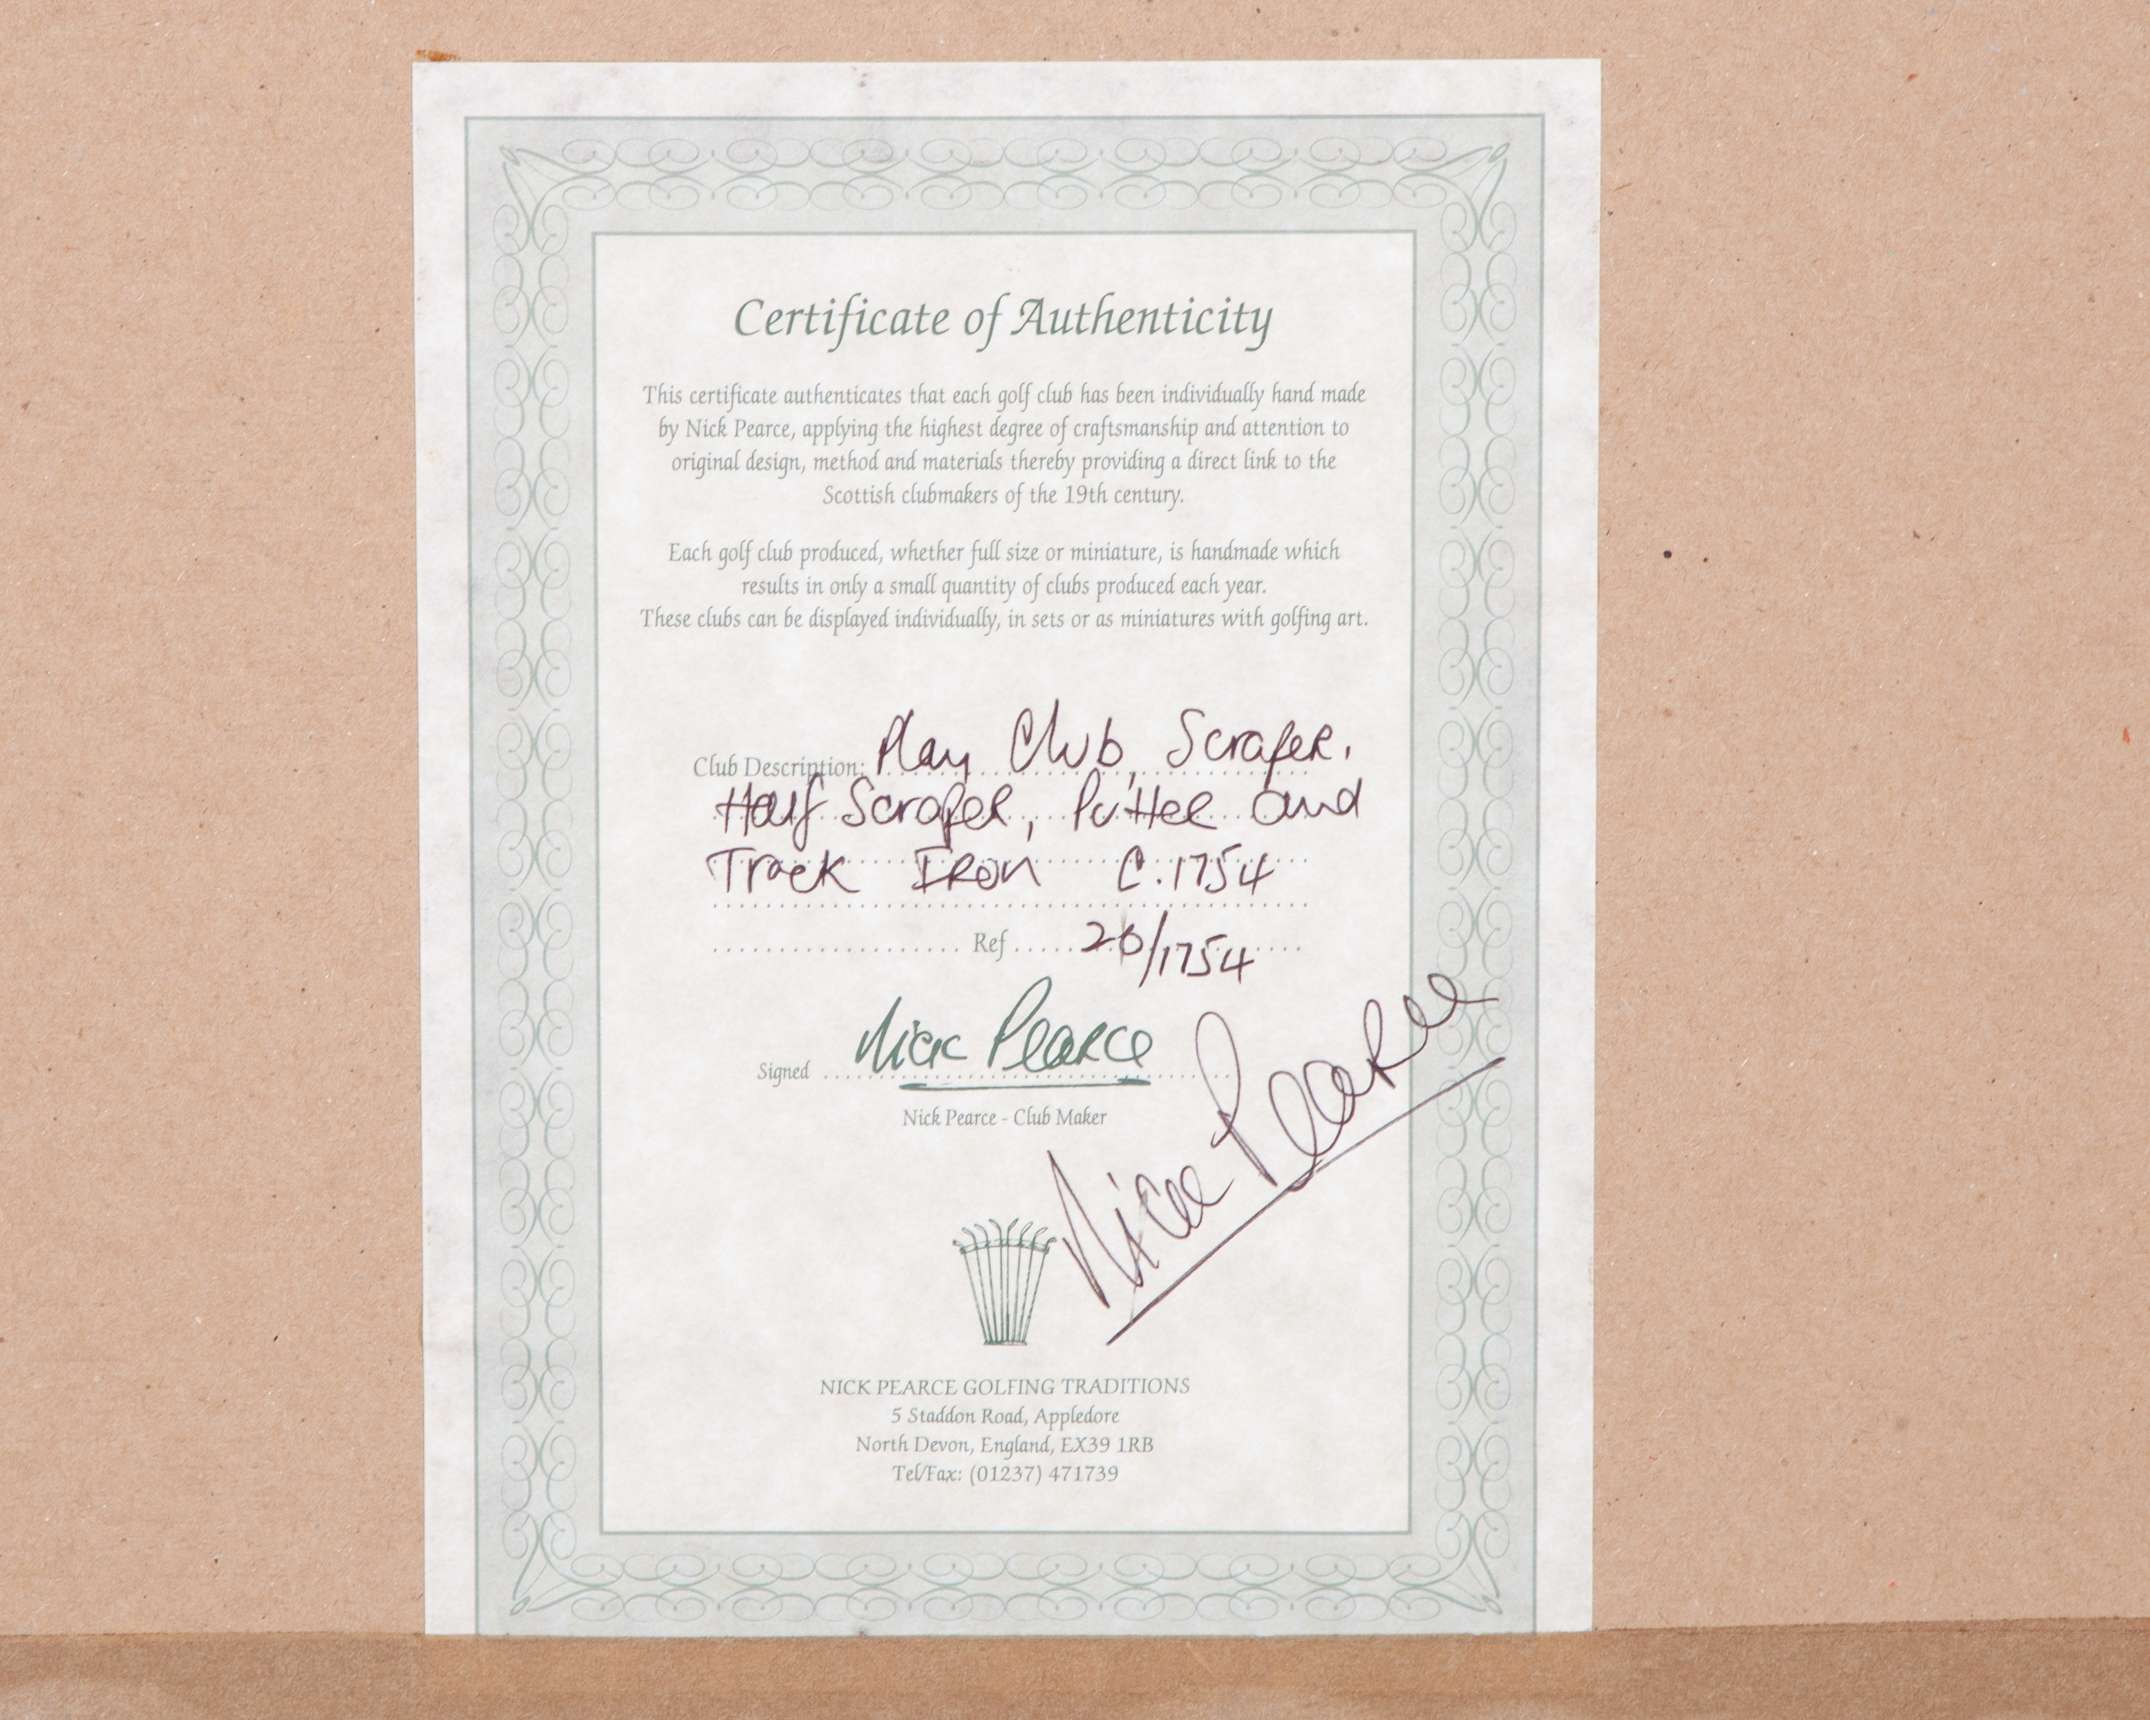 Certificate of Authenticity
This certificate authenticates that each golf club has been individually hand made
by Nick Pearce, applying the highest degree of craftsmanship and attention to
original design, method and materials thereby providing a direct link to the
Scottish clubmakers of the 19th century.
Each golf club produced, whether full size or miniature, is handmade which
results in only a small quantity of clubs produced each year.
These clubs can be displayed individually, in sets or as miniatures with golfing art.
Club Description: Play Club, Scraper,
Half Scraper, Putter and
Track Iron C.1754
Ref 26/1754
Signed Nick Pearce
Nick Pearce - Club Maker
Nick Pearce
NICK PEARCE GOLFING TRADITIONS
5 Staddon Road, Appledore
North Devon, England, EX39 1RB
Tel/Fax: (01237) 471739